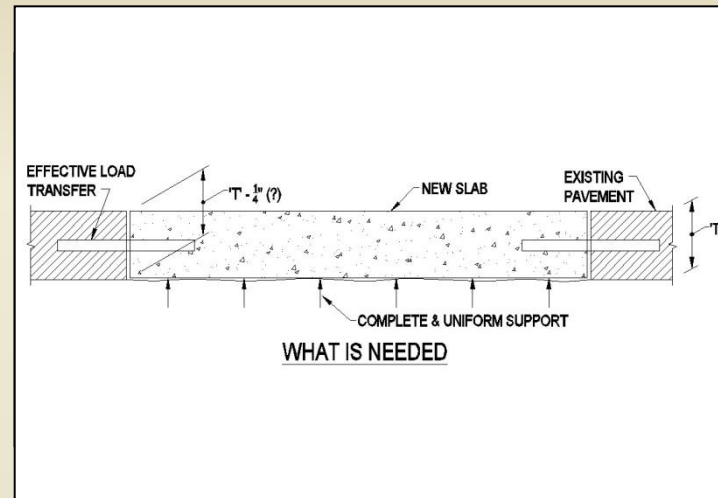 EFFECTIVE LOAD
TRANSFER
'T' - 1/4" (?)
NEW SLAB
EXISTING
PAVEMENT
'T'
COMPLETE & UNIFORM SUPPORT
WHAT IS NEEDED